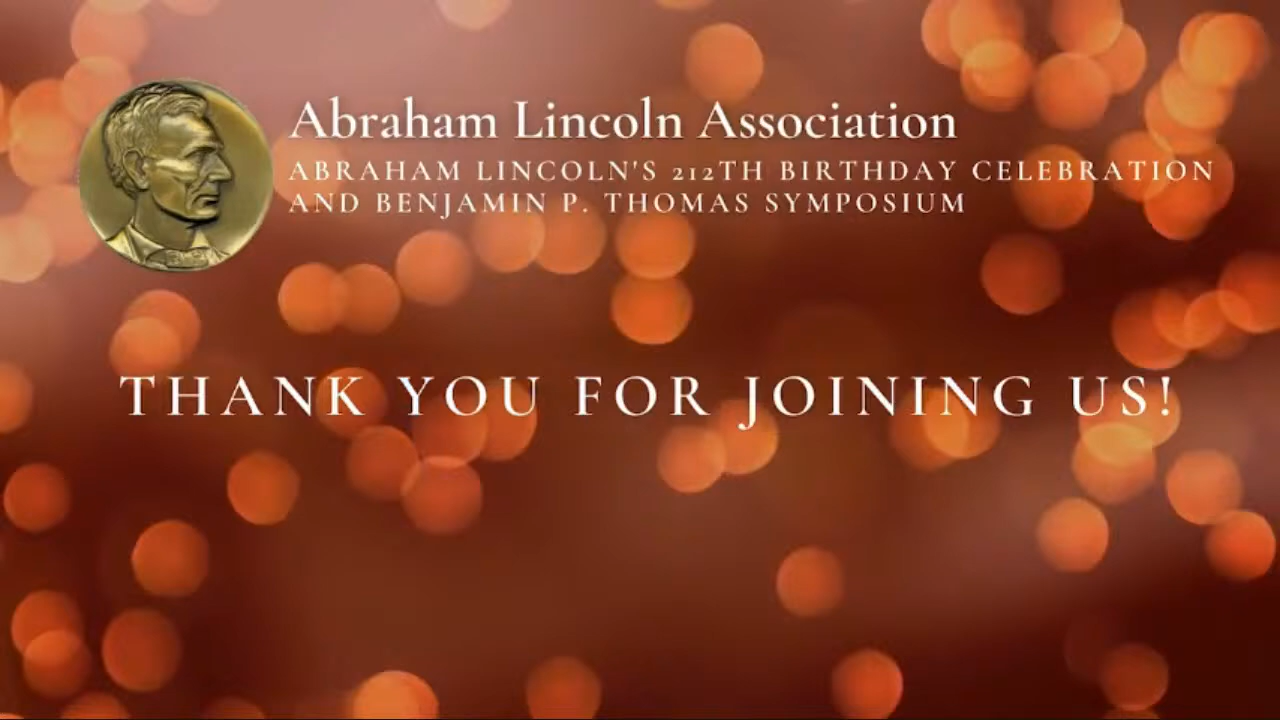 Abraham Lincoln Association
ABRAHAM LINCOLN'S 212TH BIRTHDAY CELEBRATION
AND BENJAMIN P. THOMAS SYMPOSIUM
THANK YOU FOR JOINING US!